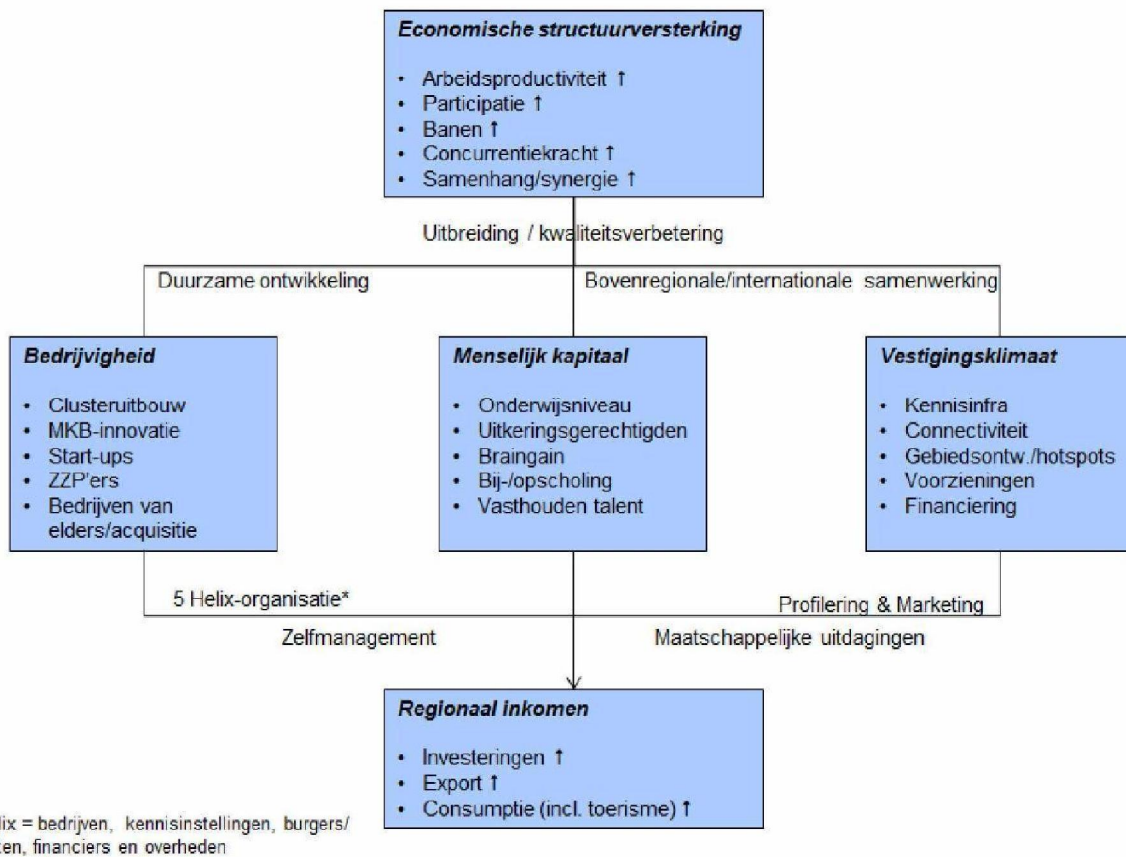 Economische structuurversterking
• Arbeidsproductiviteit ↑
• Participatie ↑
• Banen ↑
• Concurrentiekracht ↑
• Samenhang/synergie ↑
Uitbreiding / kwaliteitsverbetering
Duurzame ontwikkeling
Bovenregionale/internationale samenwerking
Bedrijvigheid
• Clusteruitbouw
• MKB-innovatie
• Start-ups
• ZZP'ers
• Bedrijven van
elders/acquisitie
Menselijk kapitaal
• Onderwijsniveau
• Uitkeringsgerechtigden
• Braingain
• Bij-/opscholing
• Vasthouden talent
Vestigingsklimaat
• Kennisinfra
• Connectiviteit
• Gebiedsontw./hotspots
• Voorzieningen
• Financiering
5 Helix-organisatie*
Profilering & Marketing
Zelfmanagement
Maatschappelijke uitdagingen
Regionaal inkomen
• Investeringen ↑
• Export ↑
• Consumptie (incl. toerisme) ↑
= bedrijven, kennisinstellingen, burgers/
financiers en overheden